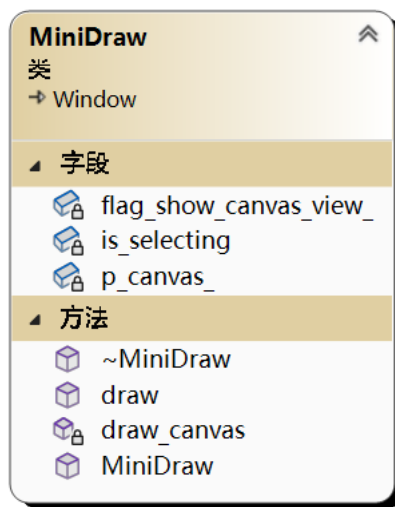 MiniDraw
类
Window
字段
flag_show_canvas_view_
is_selecting
p_canvas_
方法
~MiniDraw
draw
draw_canvas
MiniDraw